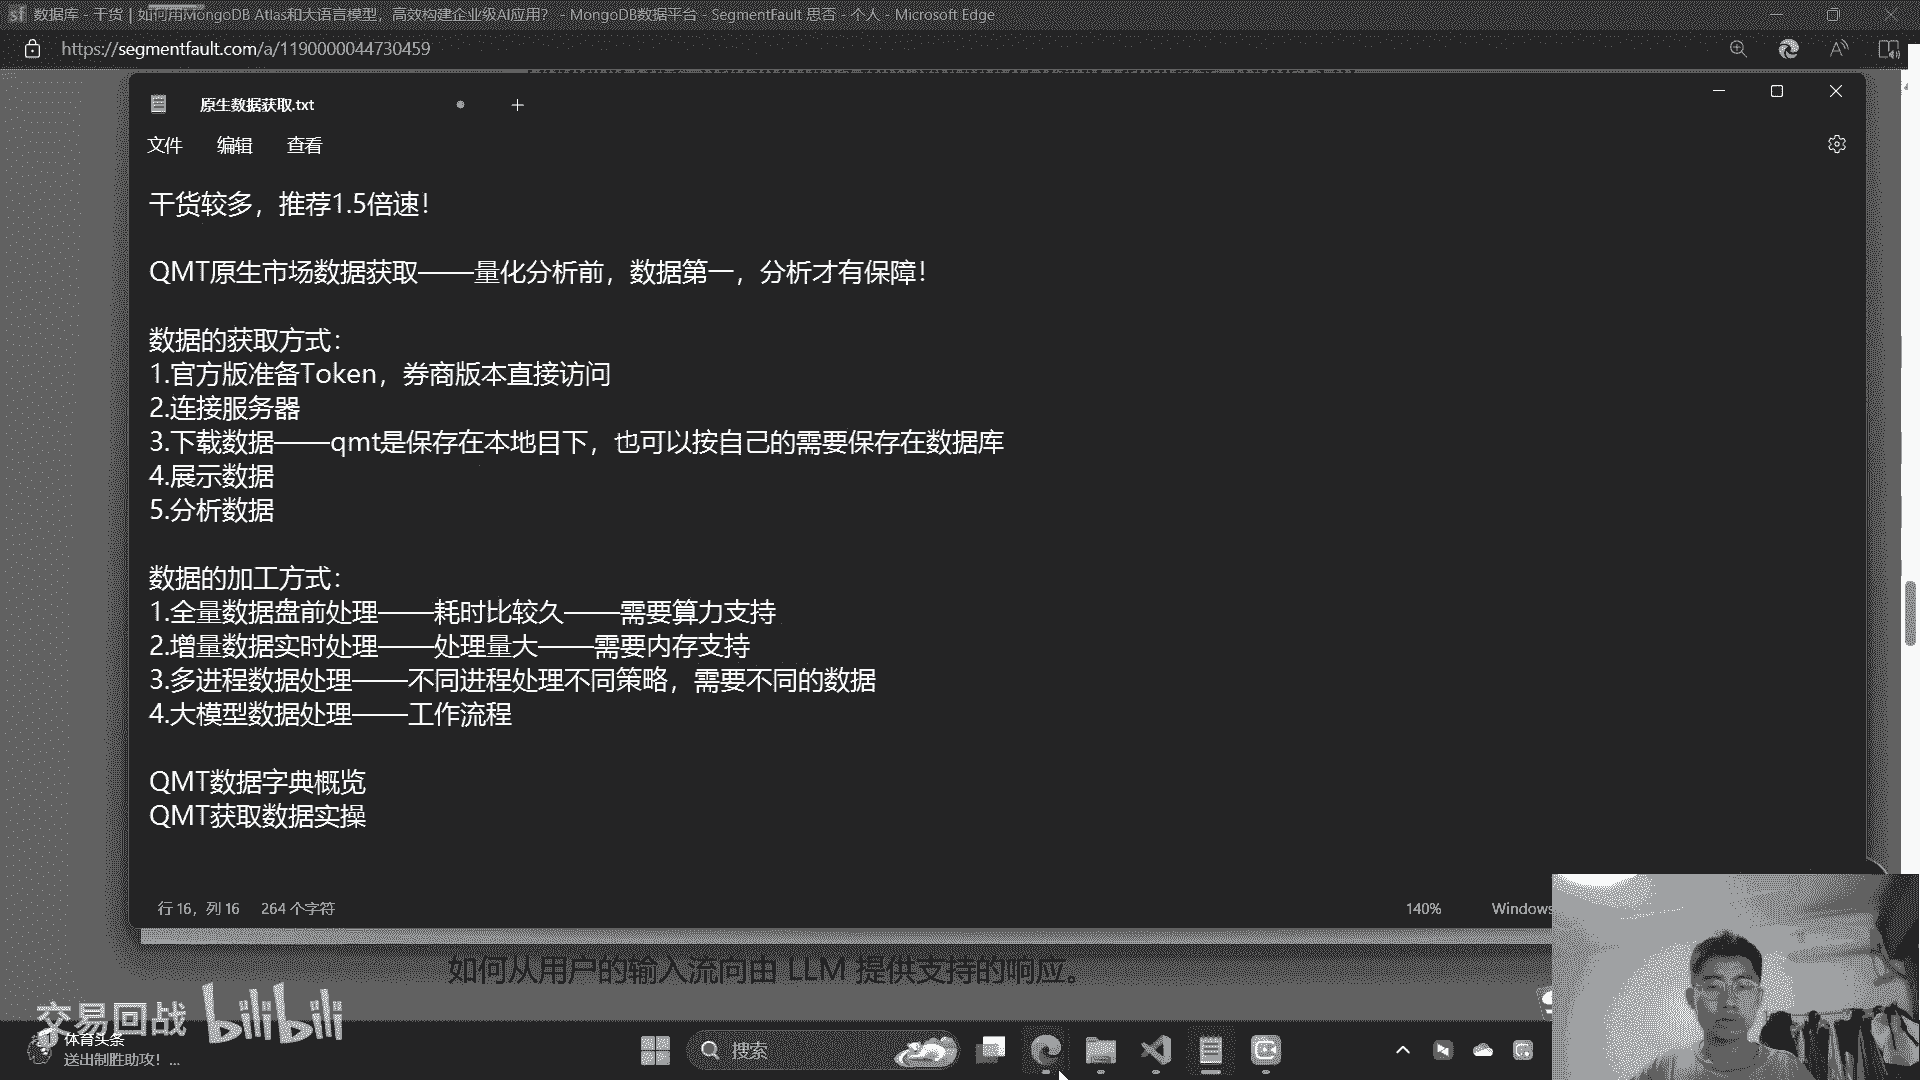 数据库 - 干货 | 如何用MongoDB Atlas和大语言模型，高效构建企业级AI应用？ - MongoDB数据平台 - SegmentFault 思否 - 个人 - Microsoft Edge
https://segmentfault.com/a/1190000044730459
原生数据获取.txt
文件 编辑 查看
干货较多，推荐1.5倍速！
QMT原生市场数据获取——量化分析前，数据第一，分析才有保障！
数据的获取方式：
1.官方版准备Token，券商版本直接访问
2.连接服务器
3.下载数据——qmt是保存在本地目下，也可以按自己的需要保存在数据库
4.展示数据
5.分析数据
数据的加工方式：
1.全量数据盘前处理——耗时比较久——需要算力支持
2.增量数据实时处理——处理量大——需要内存支持
3.多进程数据处理——不同进程处理不同策略，需要不同的数据
4.大模型数据处理——工作流程
QMT数据字典概览
QMT获取数据实操
行 16，列 16 264 个字符 140% Windows
如何从用户的输入流向由 LLM 提供支持的响应。
交易回战 bilibili
体育头条
送出制胜助攻！...
搜索